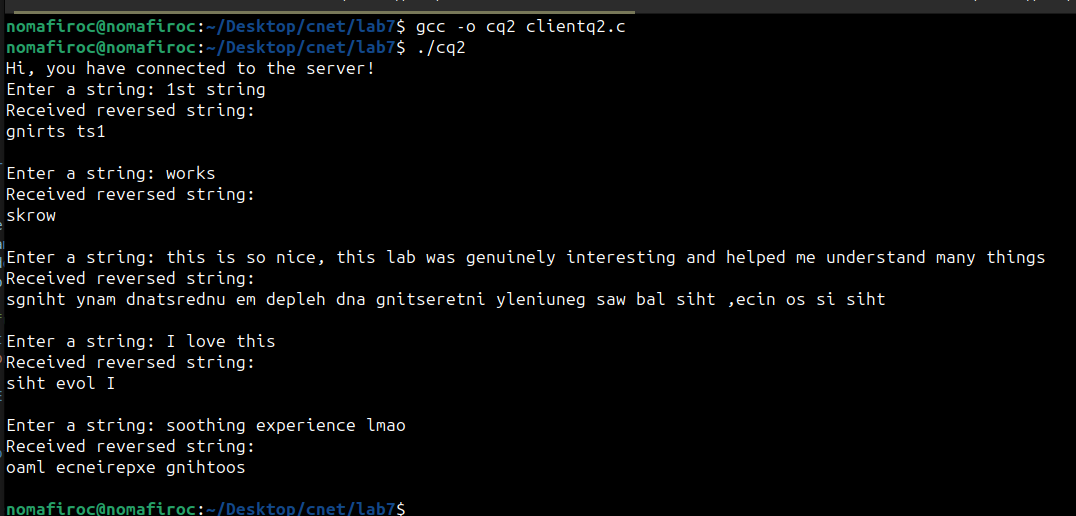 nomafiroc@nomafiroc:~/Desktop/cnet/lab7$ gcc -o cq2 clientq2.c
nomafiroc@nomafiroc:~/Desktop/cnet/lab7$ ./cq2
Hi, you have connected to the server!
Enter a string: 1st string
Received reversed string:
gnirts ts1
Enter a string: works
Received reversed string:
skrow
Enter a string: this is so nice, this lab was genuinely interesting and helped me understand many things
Received reversed string:
sgniht ynam dnatsrednu em depleh dna gnitseretni yleniuneg saw bal siht ,ecin os si siht
Enter a string: I love this
Received reversed string:
siht evol I
Enter a string: soothing experience lmao
Received reversed string:
oaml ecneirepxe gnihtoos
nomafiroc@nomafiroc:~/Desktop/cnet/lab7$